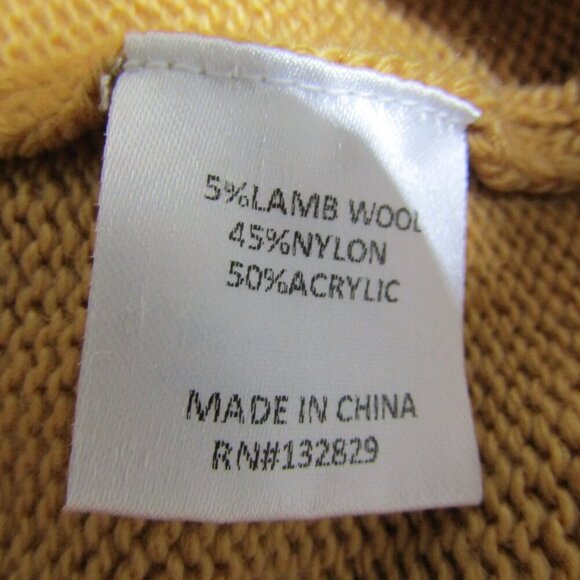 5%LAMB WOOL
45%NYLON
50%ACRYLIC
MADE IN CHINA
RN#132829